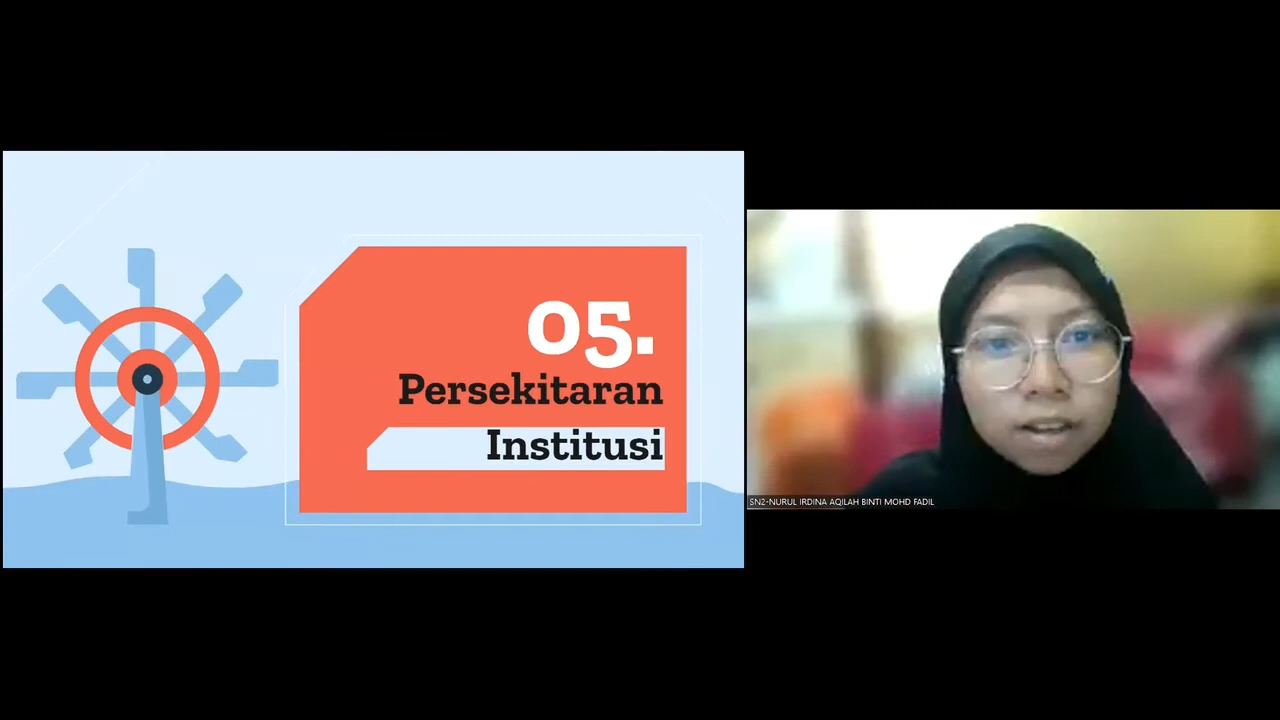 05.
Persekitaran
Institusi
SN2-NURUL IRDINA AQILAH BINTI MOHD FADIL